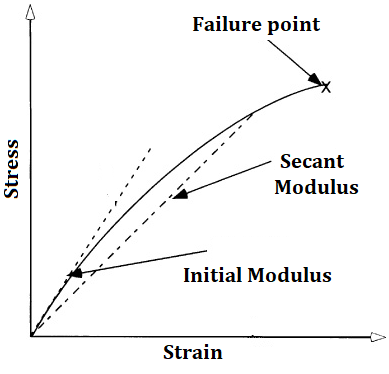 Failure point
Stress
Secant
Modulus
Initial Modulus
Strain